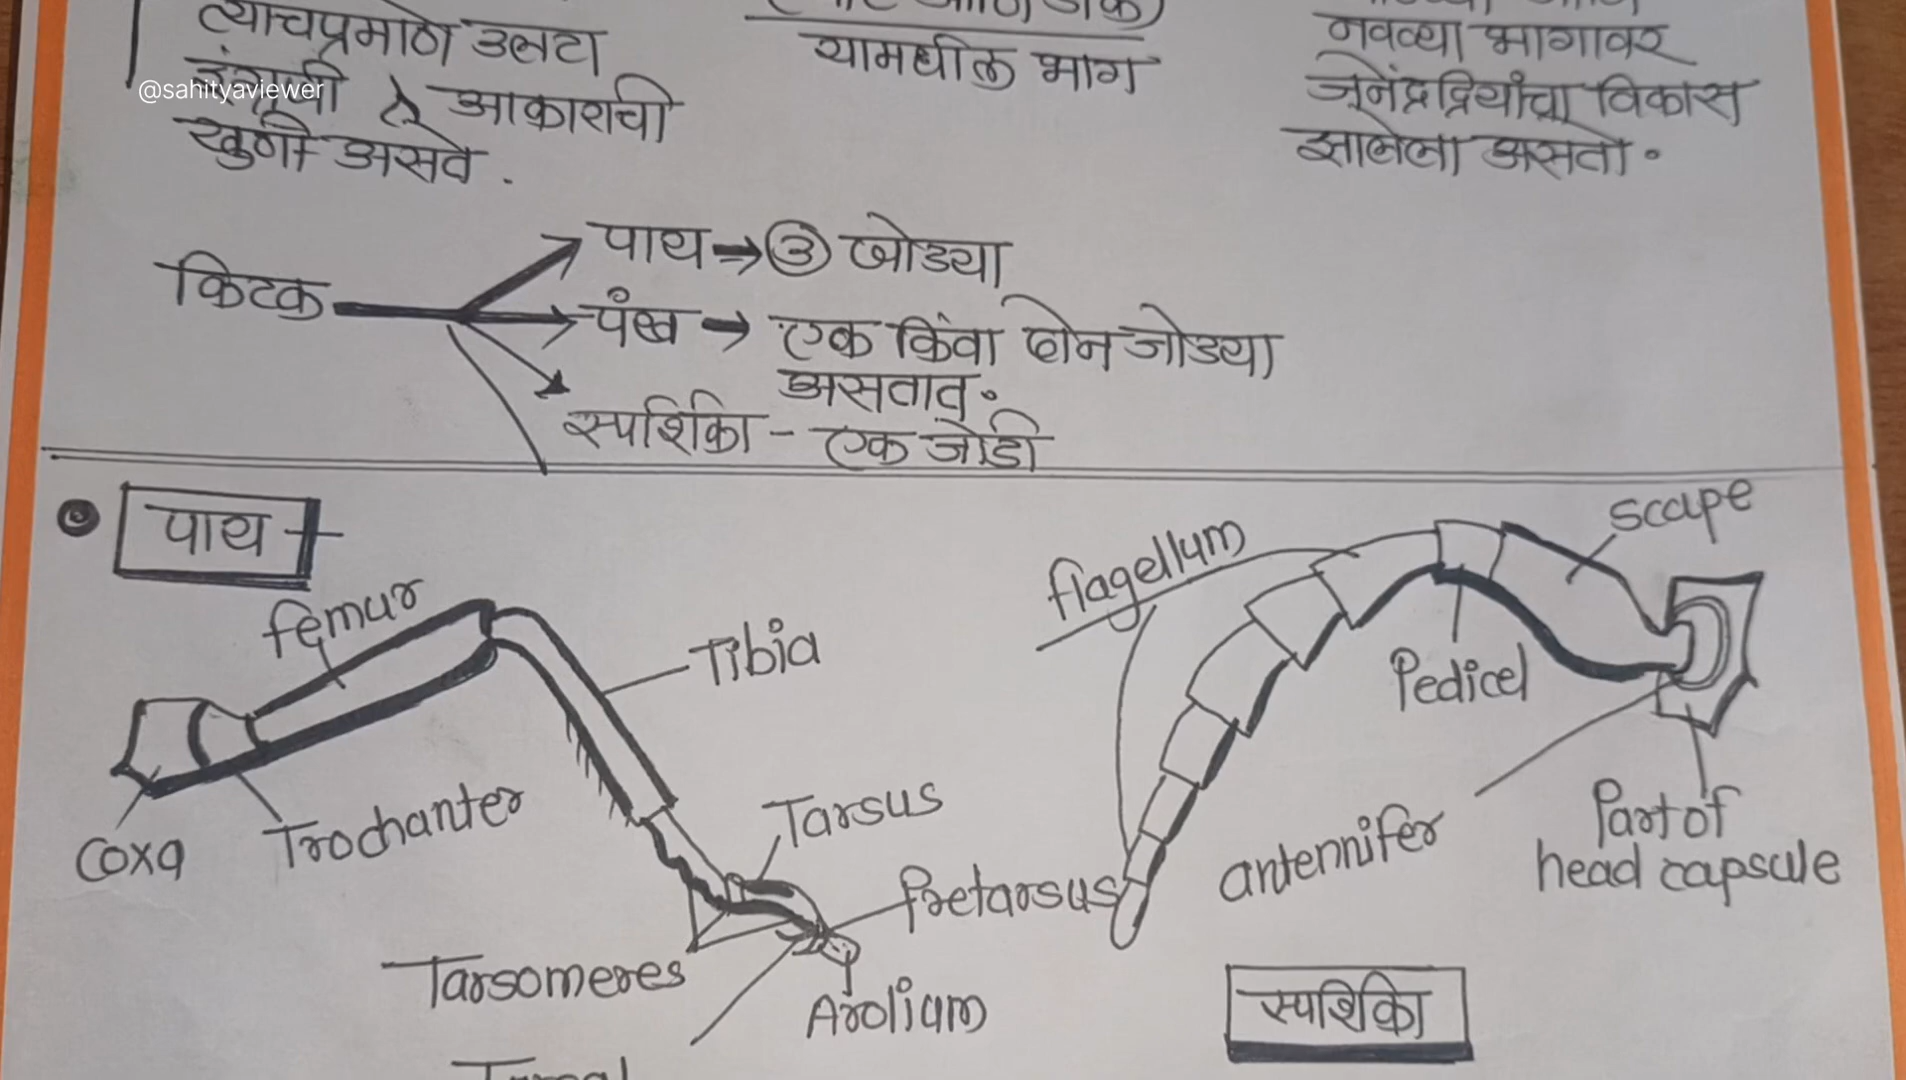 त्याचप्रमाणे उलटा
@sahityaviewer
इंग्रजी Y आकाराची
खुण असते.
यामधील भाग
नवव्या भागावर
जनेंद्रियांचा विकास
झालेला असतो.
किटक
पाय → ③ जोड्या
पंख → एक किंवा दोन जोड्या
असतात.
स्पर्शिका - एक जोडी
पाय
femur
Tibia
Coxa
Trochanter
Tarsus
Pretarsus
Tarsomeres
Arolium
flagellum
scape
Pedicel
antennifer
Part of
head capsule
स्पर्शिका